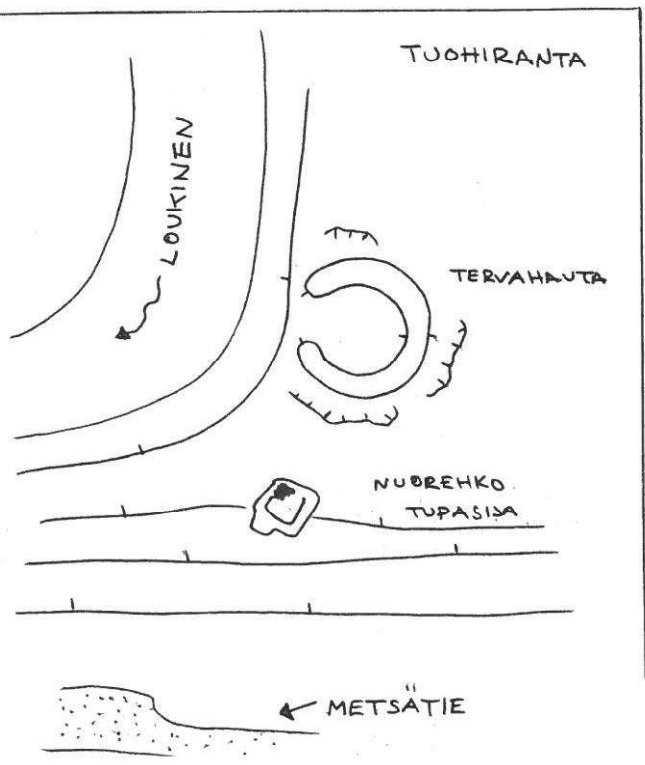 TUOHIRANTA
LOUKINEN
TERVAHAUTA
NUOREHKO
TUPASIJA
METSÄTIE